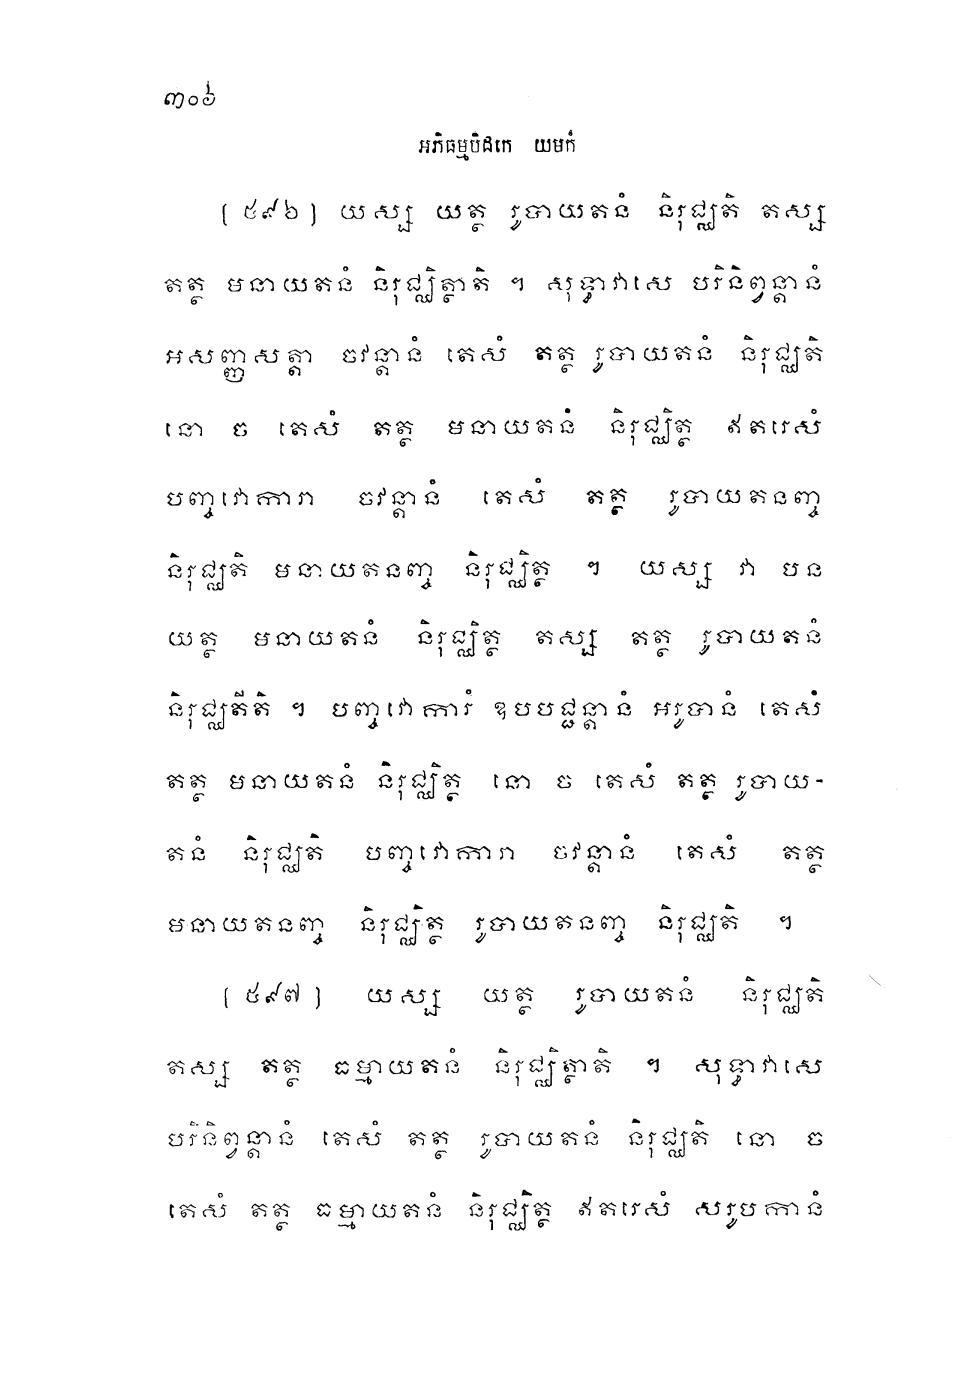 ៣០៦
អភិធម្មបិដកេ យមកំ
(៥៩៦) យស្ស យត្ថ រូបាយតនំ និរុជ្ឈតិ តស្ស
តត្ថ មនាយតនំ និរុជ្ឈិត្ថាតិ ។ សុទ្ធាវាសេ បរិនិព្វន្តានំ
អសញ្ញសត្តា ចវន្តានំ តេសំ តត្ថ រូបាយតនំ និរុជ្ឈតិ
នោ ច តេសំ តត្ថ មនាយតនំ និរុជ្ឈិត្ថ ឥតរេសំ
បញ្ចវោការា ចវន្តានំ តេសំ តត្ថ រូបាយតនញ្ច
និរុជ្ឈតិ មនាយតនញ្ច និរុជ្ឈិត្ថ ។ យស្ស វា បន
យត្ថ មនាយតនំ និរុជ្ឈិត្ថ តស្ស តត្ថ រូបាយតនំ
និរុជ្ឈតីតិ ។ បញ្ចវោការំ ឧបបជ្ជន្តានំ អរូបានំ តេសំ
តត្ថ មនាយតនំ និរុជ្ឈិត្ថ នោ ច តេសំ តត្ថ រូបាយ-
តនំ និរុជ្ឈតិ បញ្ចវោការា ចវន្តានំ តេសំ តត្ថ
មនាយតនញ្ច និរុជ្ឈិត្ថ រូបាយតនញ្ច និរុជ្ឈតិ ។
(៥៩៧) យស្ស យត្ថ រូបាយតនំ និរុជ្ឈតិ
តស្ស តត្ថ ធម្មាយតនំ និរុជ្ឈិត្ថាតិ ។ សុទ្ធាវាសេ
បរិនិព្វន្តានំ តេសំ តត្ថ រូបាយតនំ និរុជ្ឈតិ នោ ច
តេសំ តត្ថ ធម្មាយតនំ និរុជ្ឈិត្ថ ឥតរេសំ សរូបកានំ